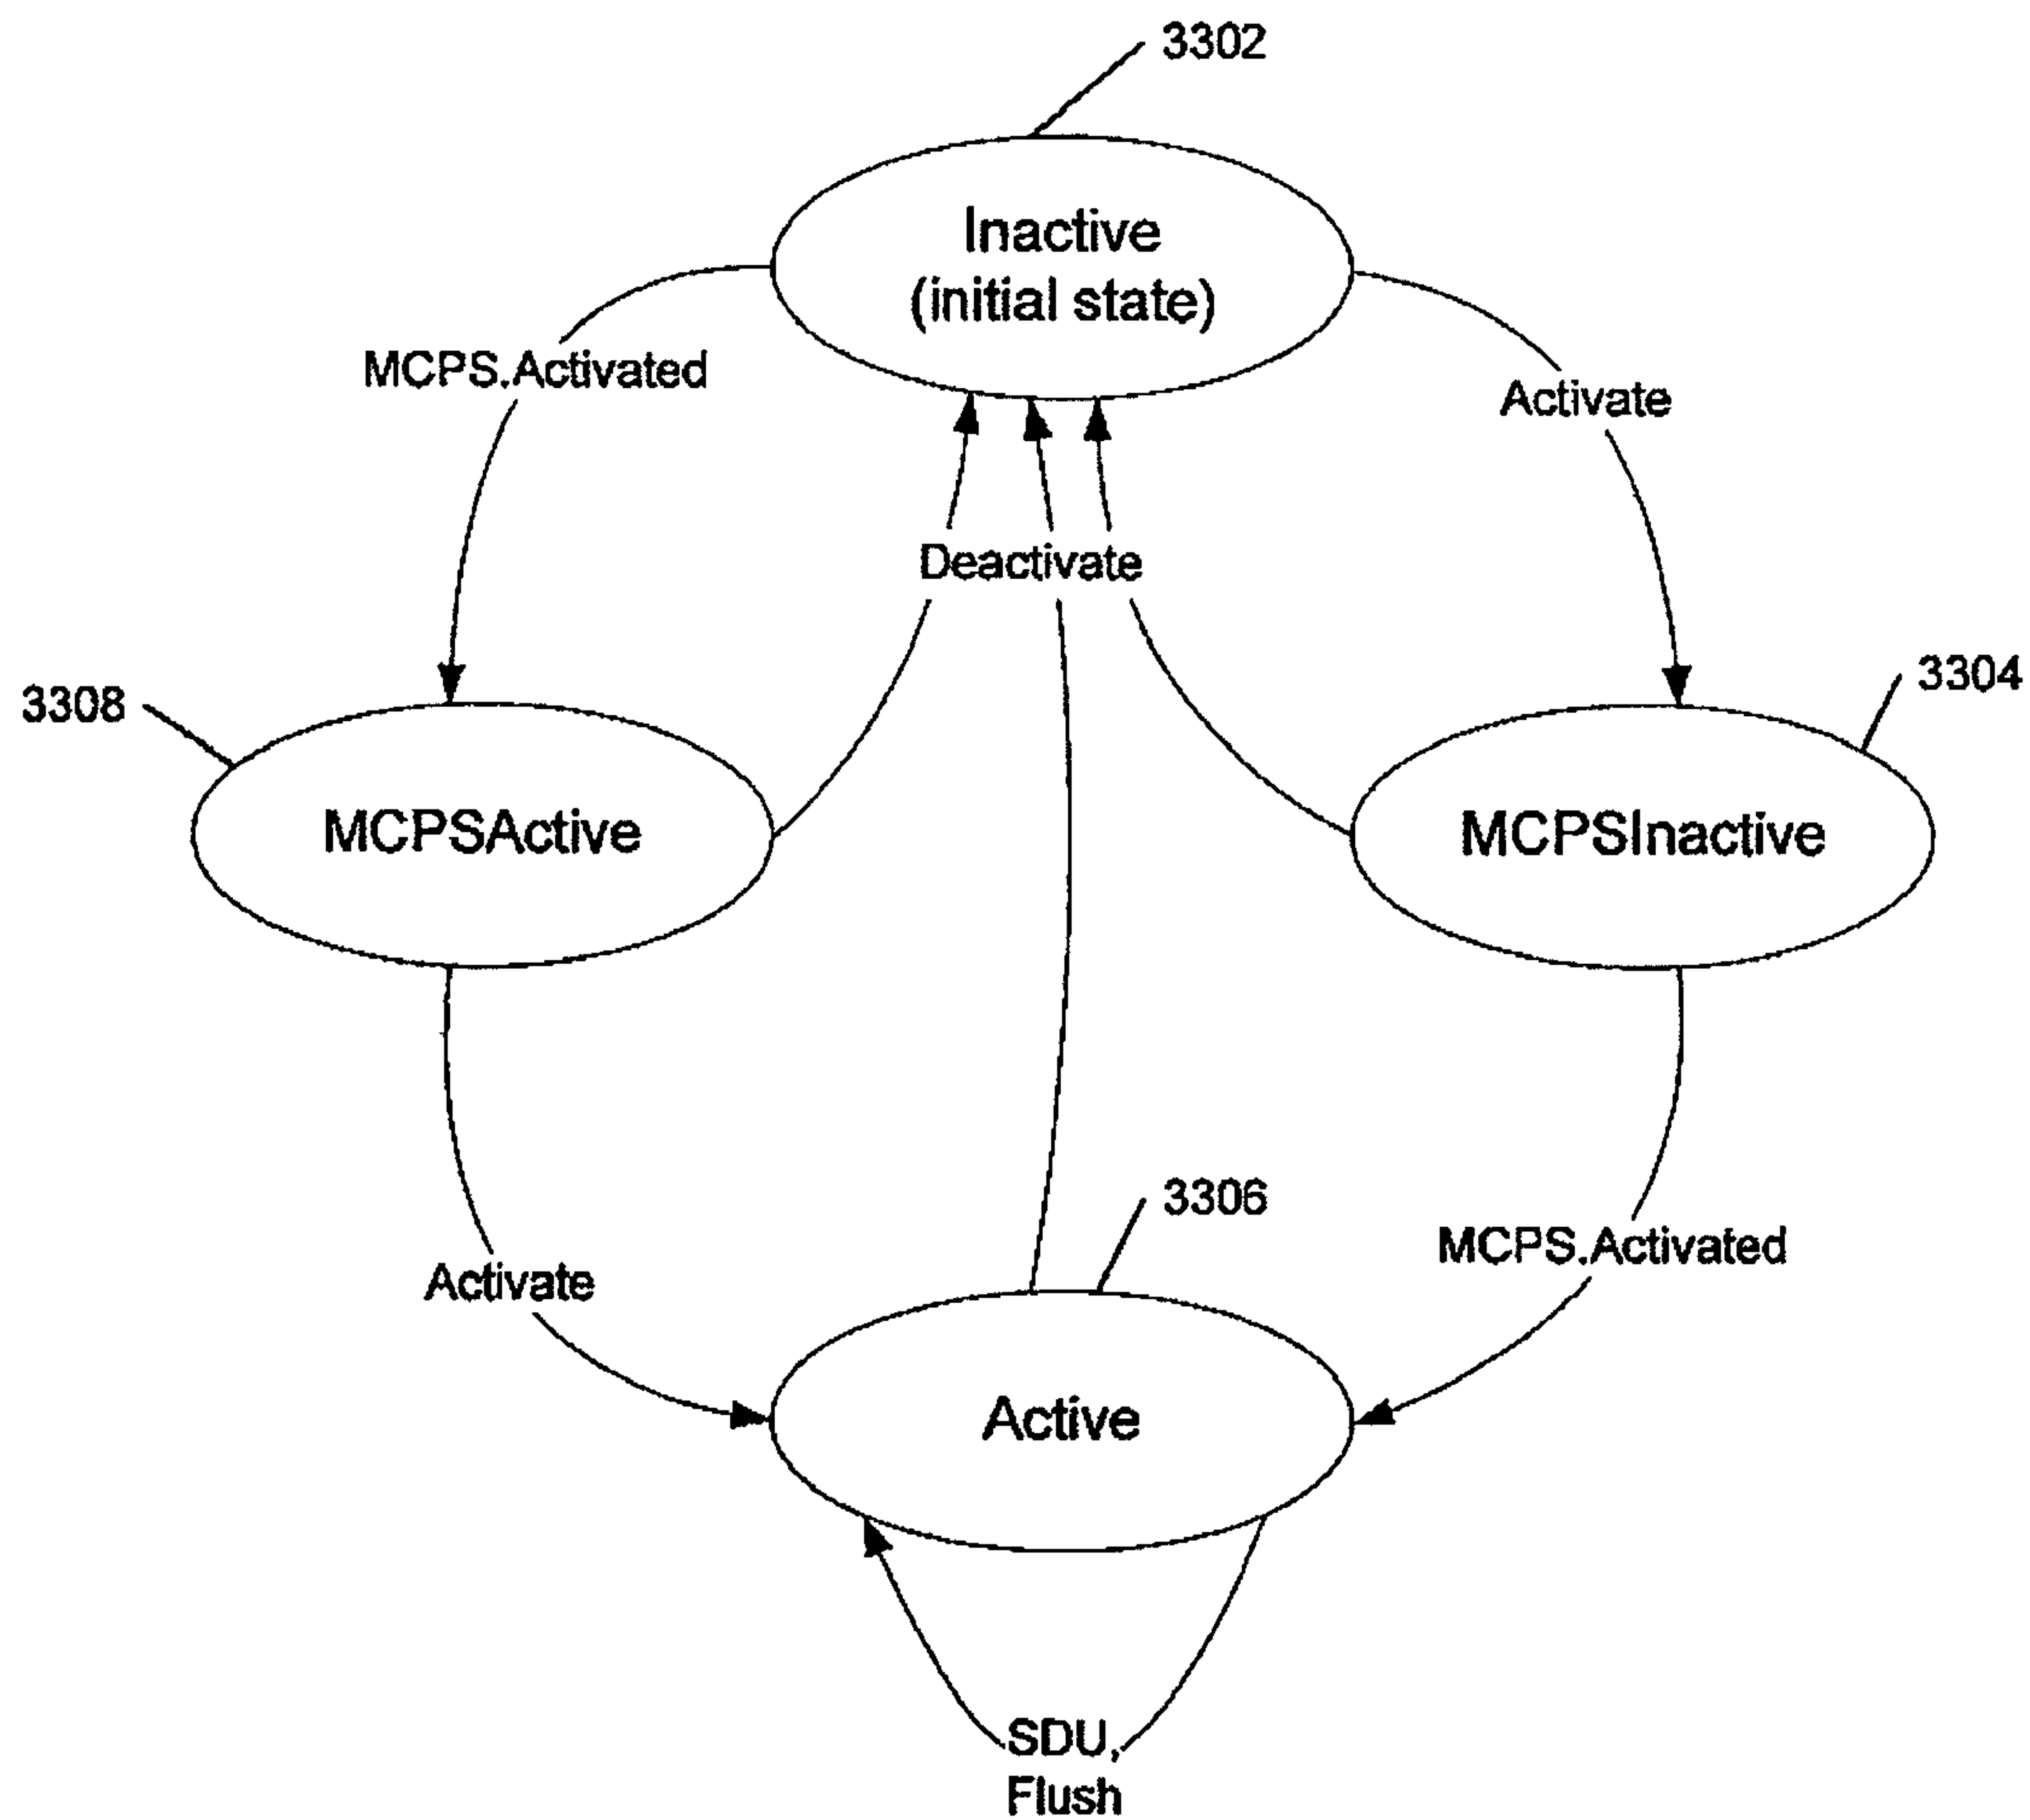 3302
Inactive
(initial state)
MCPS.Activated
Activate
Deactivate
3308
3304
MCPSActive
MCPSInactive
3306
MCPS.Activated
Activate
Active
SDU,
Flush